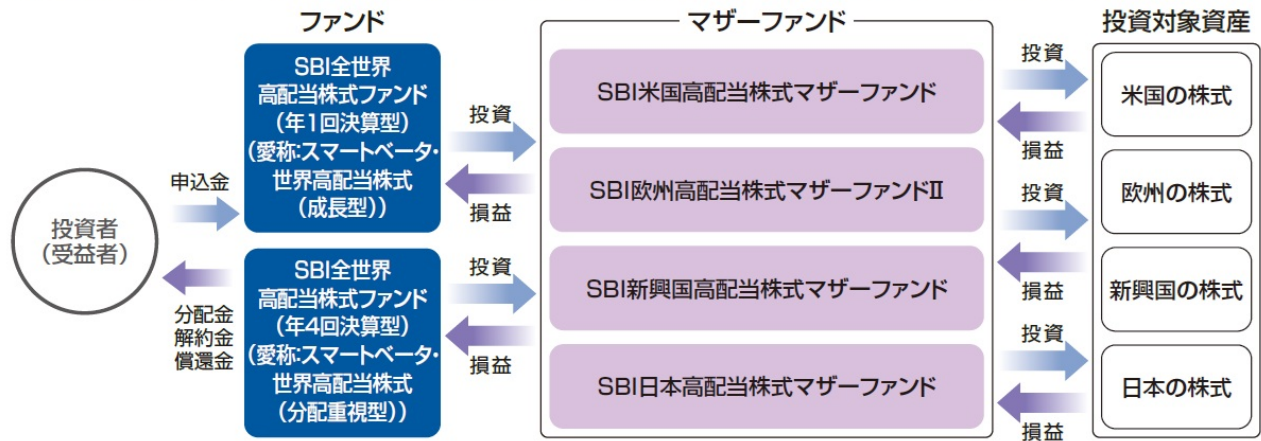 ファンド
マザーファンド
投資対象資産
投資者
（受益者）
申込金
分配金
解約金
償還金
SBI全世界
高配当株式ファンド
（年1回決算型）
（愛称:スマートベータ・
世界高配当株式
（成長型））
SBI全世界
高配当株式ファンド
（年4回決算型）
（愛称:スマートベータ・
世界高配当株式
（分配重視型））
投資
損益
投資
損益
SBI米国高配当株式マザーファンド
SBI欧州高配当株式マザーファンドⅡ
SBI新興国高配当株式マザーファンド
SBI日本高配当株式マザーファンド
投資
損益
投資
損益
投資
損益
米国の株式
欧州の株式
新興国の株式
日本の株式